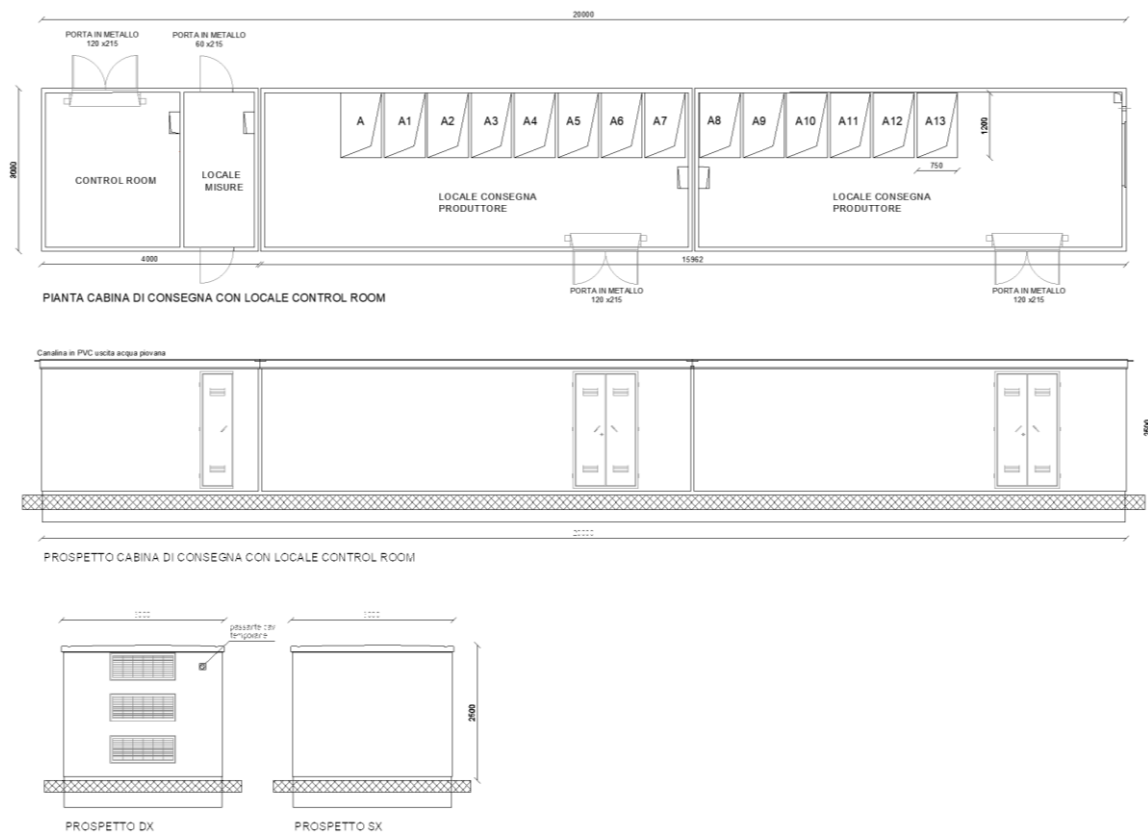 20000
PORTA IN METALLO
120 x215
PORTA IN METALLO
60 x215
A
A1
A2
A3
A4
A5
A6
A7
A8
A9
A10
A11
A12
A13
1200
750
CONTROL ROOM
LOCALE
MISURE
LOCALE CONSEGNA
PRODUTTORE
LOCALE CONSEGNA
PRODUTTORE
4000
15962
PORTA IN METALLO
120 x215
PORTA IN METALLO
120 x215
PIANTA CABINA DI CONSEGNA CON LOCALE CONTROL ROOM
Canalina in PVC uscita acqua piovana
PROSPETTO CABINA DI CONSEGNA CON LOCALE CONTROL ROOM
passante cavi
temporanei
2500
PROSPETTO DX
PROSPETTO SX